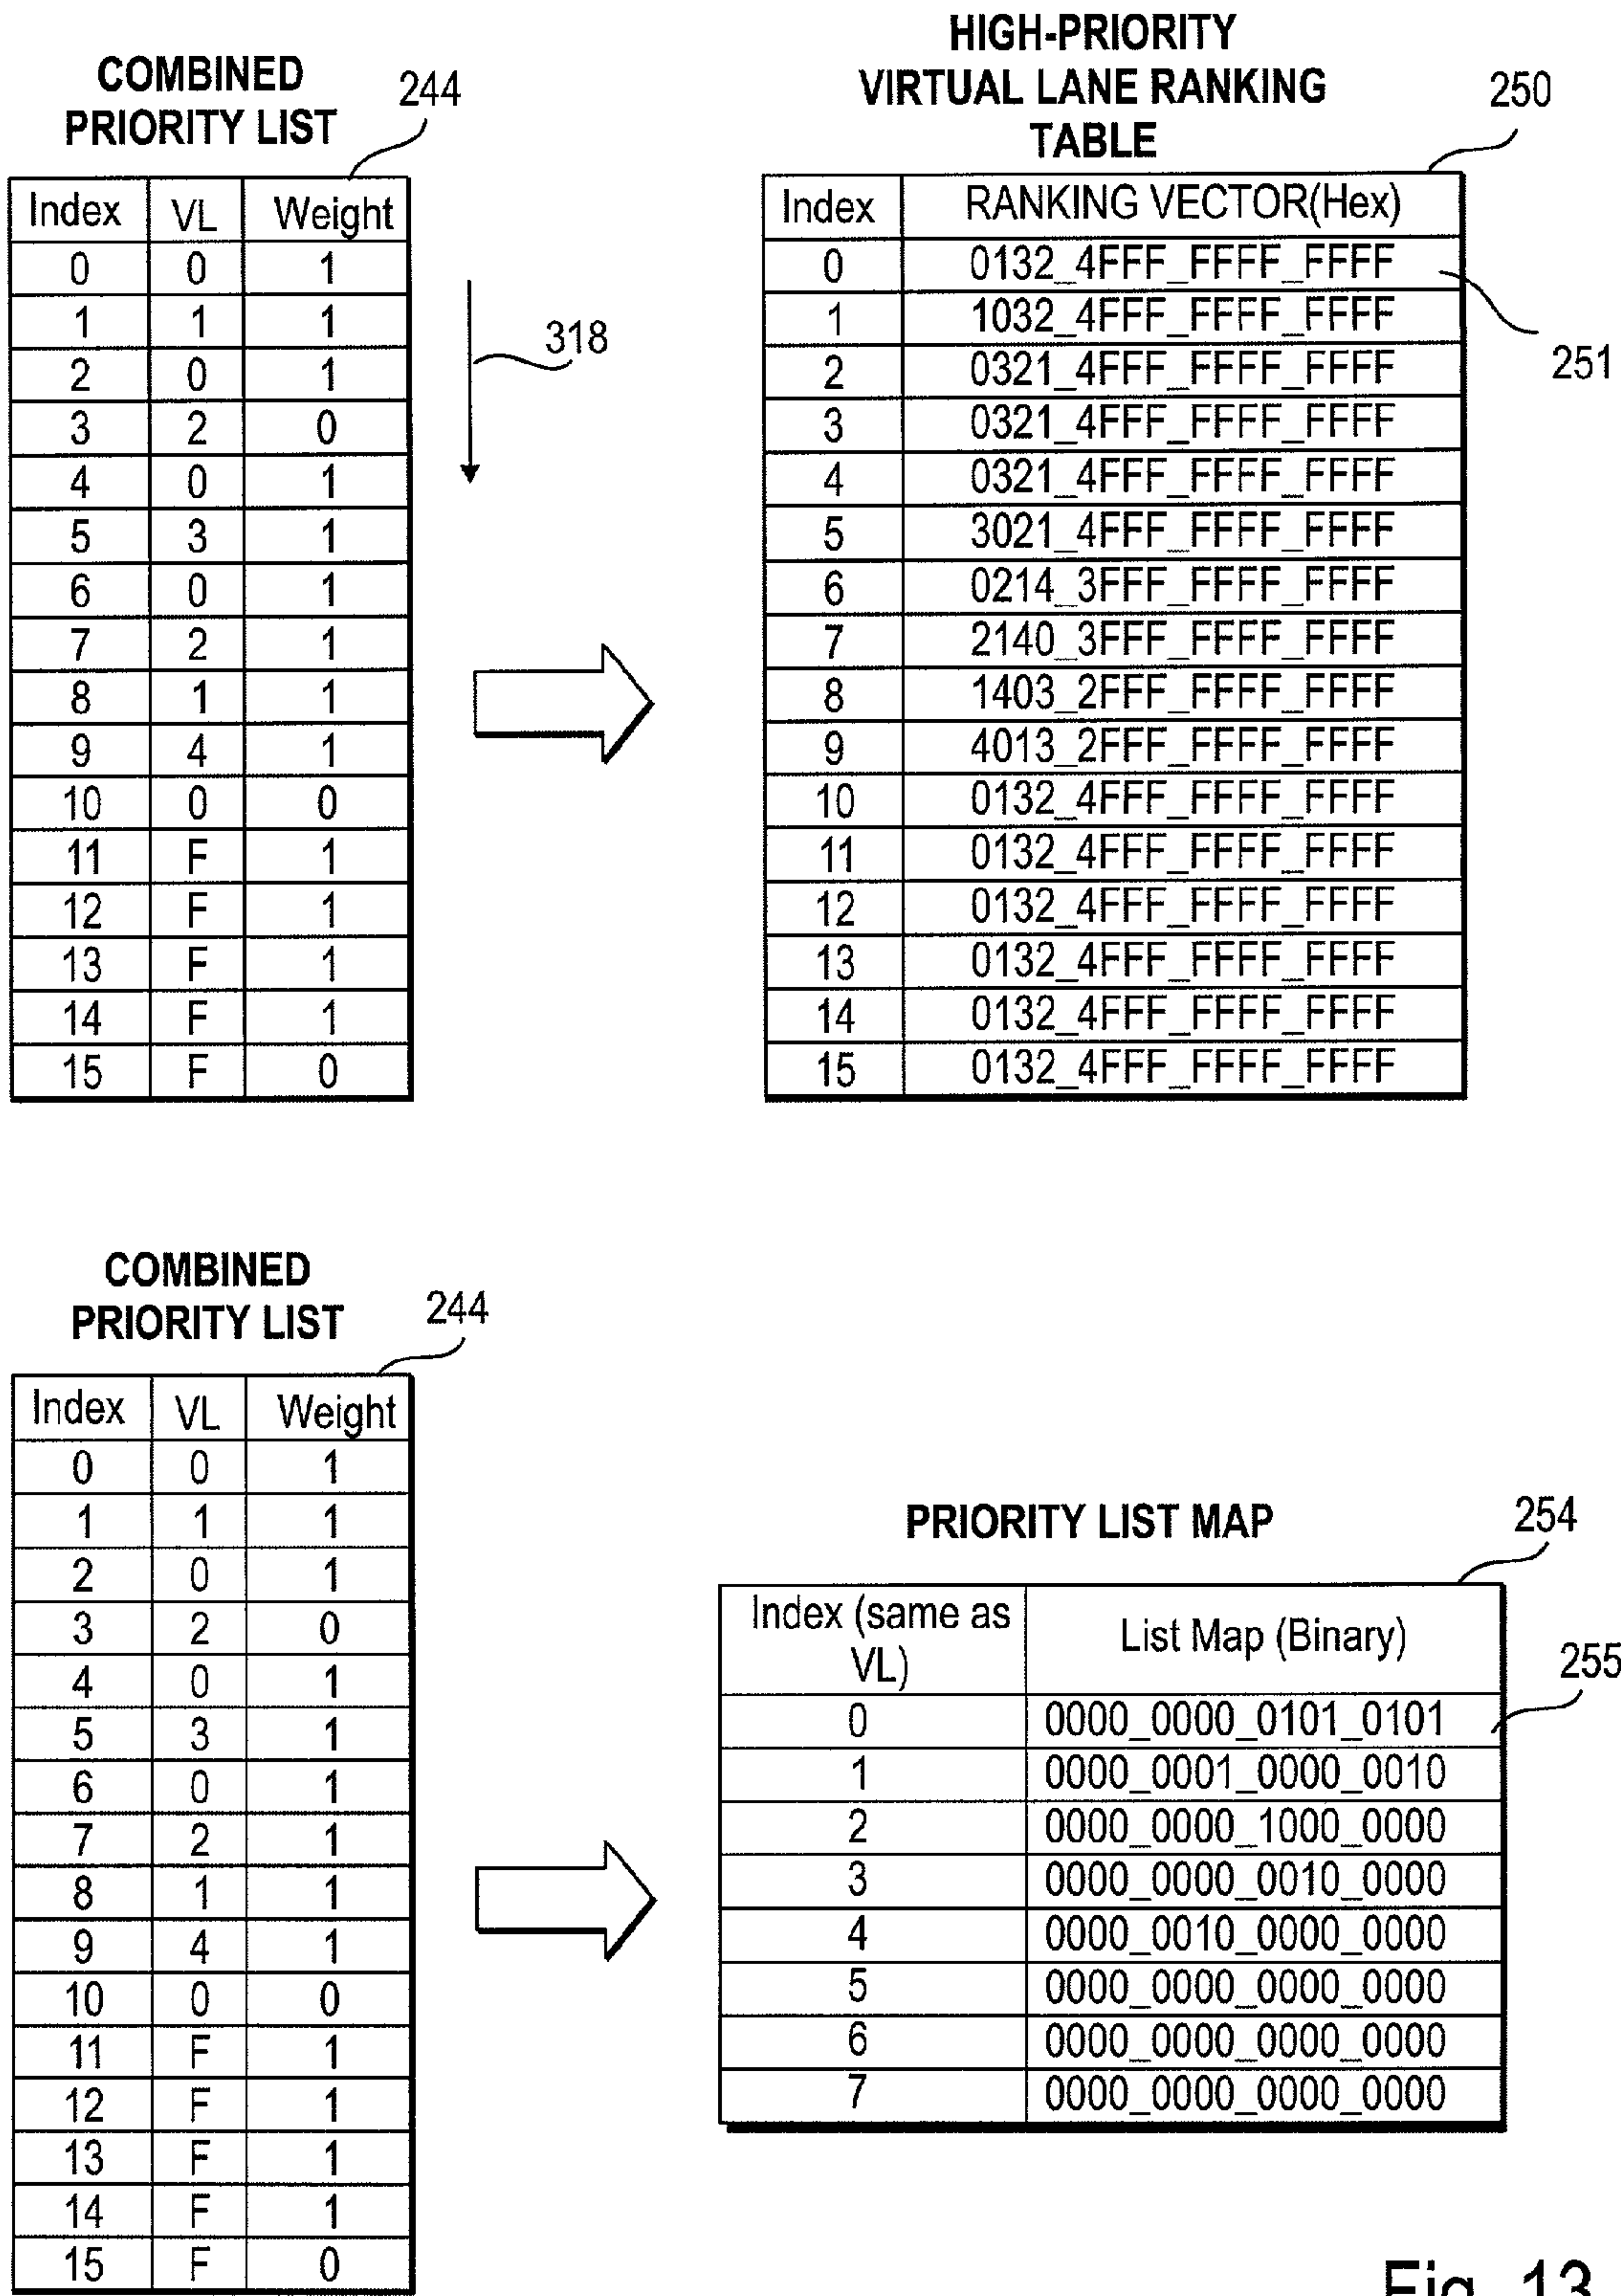 COMBINED
PRIORITY LIST
244
Index VL Weight
0 0 1
1 1 1
2 0 1
3 2 0
4 0 1
5 3 1
6 0 1
7 2 1
8 1 1
9 4 1
10 0 0
11 F 1
12 F 1
13 F 1
14 F 1
15 F 0
318
HIGH-PRIORITY
VIRTUAL LANE RANKING
TABLE
250
Index RANKING VECTOR(Hex)
0 0132_4FFF_FFFF_FFFF
1 1032_4FFF_FFFF_FFFF
2 0321_4FFF_FFFF_FFFF
3 0321_4FFF_FFFF_FFFF
4 0321_4FFF_FFFF_FFFF
5 3021_4FFF_FFFF_FFFF
6 0214_3FFF_FFFF_FFFF
7 2140_3FFF_FFFF_FFFF
8 1403_2FFF_FFFF_FFFF
9 4013_2FFF_FFFF_FFFF
10 0132_4FFF_FFFF_FFFF
11 0132_4FFF_FFFF_FFFF
12 0132_4FFF_FFFF_FFFF
13 0132_4FFF_FFFF_FFFF
14 0132_4FFF_FFFF_FFFF
15 0132_4FFF_FFFF_FFFF
251
COMBINED
PRIORITY LIST
244
Index VL Weight
0 0 1
1 1 1
2 0 1
3 2 0
4 0 1
5 3 1
6 0 1
7 2 1
8 1 1
9 4 1
10 0 0
11 F 1
12 F 1
13 F 1
14 F 1
15 F 0
PRIORITY LIST MAP
254
Index (same as
VL)
List Map (Binary)
0 0000_0000_0101_0101
1 0000_0001_0000_0010
2 0000_0000_1000_0000
3 0000_0000_0010_0000
4 0000_0010_0000_0000
5 0000_0000_0000_0000
6 0000_0000_0000_0000
7 0000_0000_0000_0000
255
Fig. 13